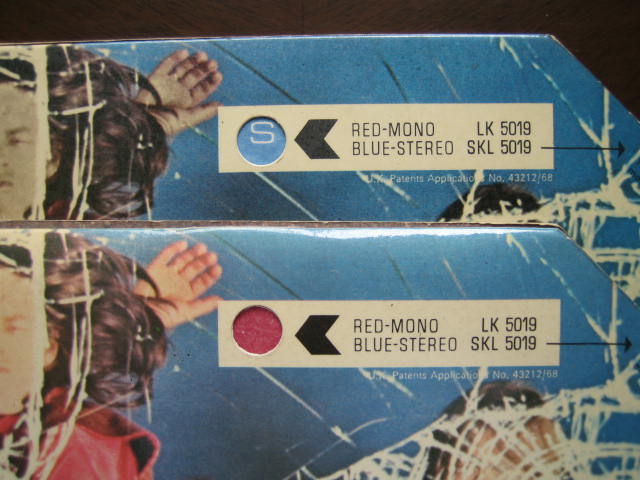 S
RED-MONO LK 5019
BLUE-STEREO SKL 5019
U.K. Patents Application No. 43212/68
RED-MONO LK 5019
BLUE-STEREO SKL 5019
U.K. Patents Application No. 43212/68